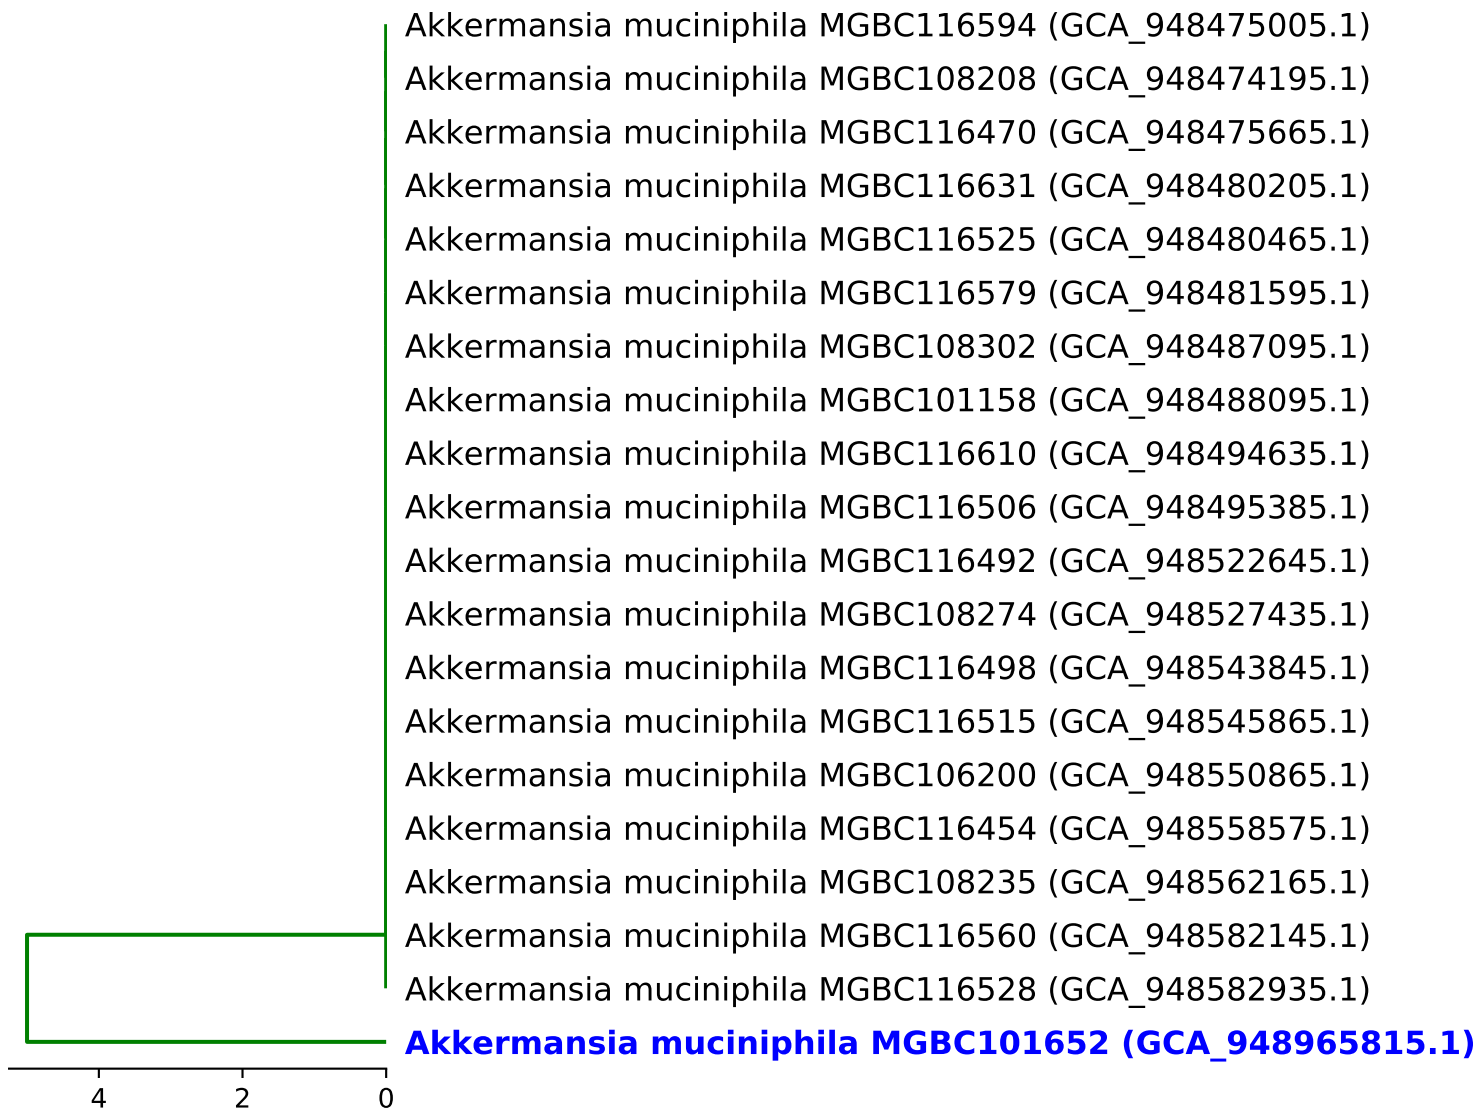 Akkermansia muciniphila MGBC116594 (GCA_948475005.1)
Akkermansia muciniphila MGBC108208 (GCA_948474195.1)
Akkermansia muciniphila MGBC116470 (GCA_948475665.1)
Akkermansia muciniphila MGBC116631 (GCA_948480205.1)
Akkermansia muciniphila MGBC116525 (GCA_948480465.1)
Akkermansia muciniphila MGBC116579 (GCA_948481595.1)
Akkermansia muciniphila MGBC108302 (GCA_948487095.1)
Akkermansia muciniphila MGBC101158 (GCA_948488095.1)
Akkermansia muciniphila MGBC116610 (GCA_948494635.1)
Akkermansia muciniphila MGBC116506 (GCA_948495385.1)
Akkermansia muciniphila MGBC116492 (GCA_948522645.1)
Akkermansia muciniphila MGBC108274 (GCA_948527435.1)
Akkermansia muciniphila MGBC116498 (GCA_948543845.1)
Akkermansia muciniphila MGBC116515 (GCA_948545865.1)
Akkermansia muciniphila MGBC106200 (GCA_948550865.1)
Akkermansia muciniphila MGBC116454 (GCA_948558575.1)
Akkermansia muciniphila MGBC108235 (GCA_948562165.1)
Akkermansia muciniphila MGBC116560 (GCA_948582145.1)
Akkermansia muciniphila MGBC116528 (GCA_948582935.1)
Akkermansia muciniphila MGBC101652 (GCA_948965815.1)
4 2 0